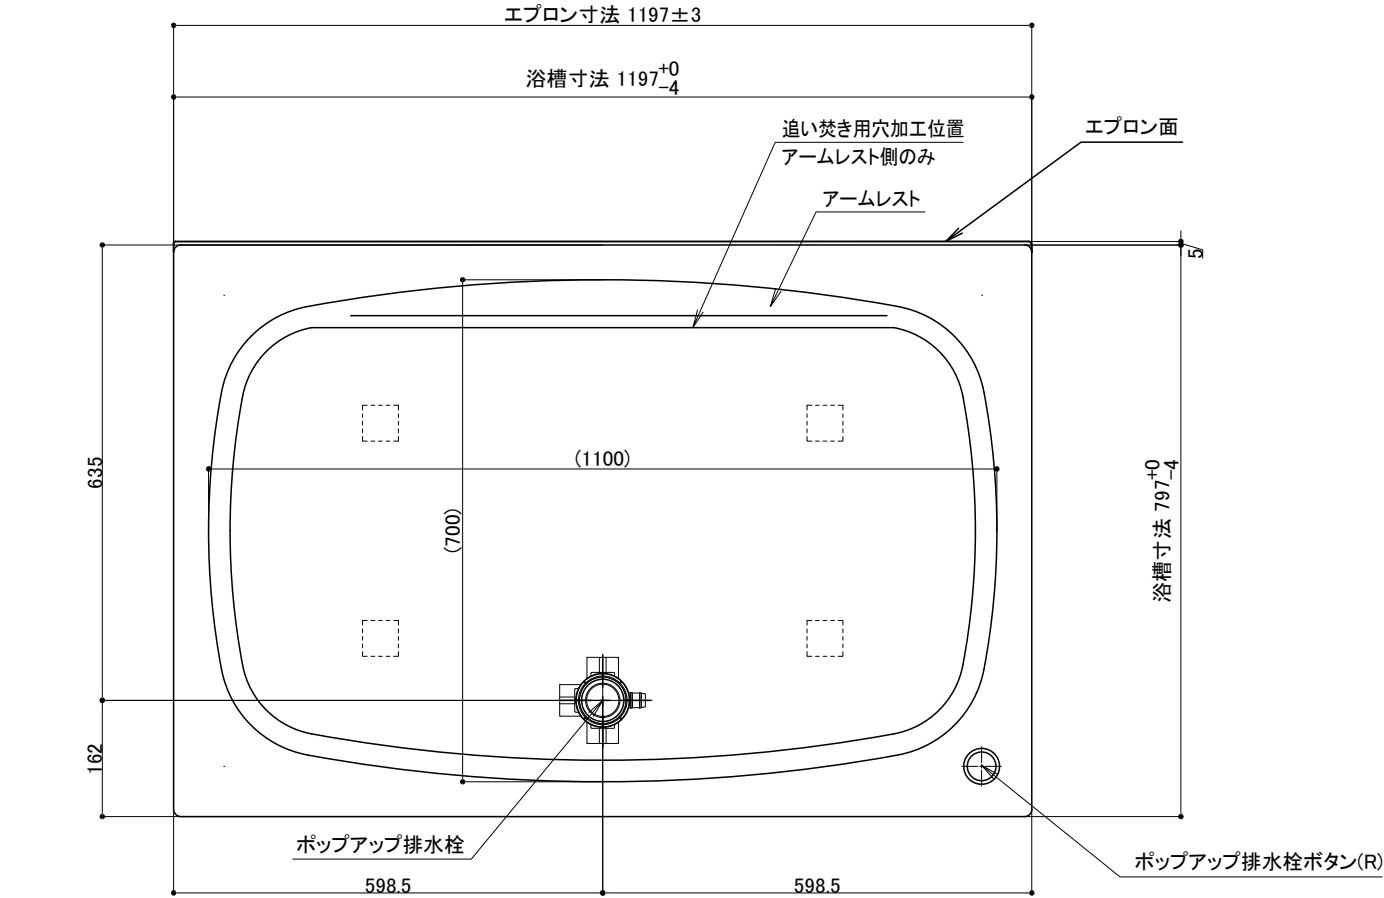 エプロン寸法 1197±3
浴槽寸法 1197+0 −4
追い焚き用穴加工位置
アームレスト側のみ
エプロン面
アームレスト
5
(1100)
635
(700)
浴槽寸法 797+0 −4
162
ポップアップ排水栓
ポップアップ排水栓ボタン(R)
598.5
598.5